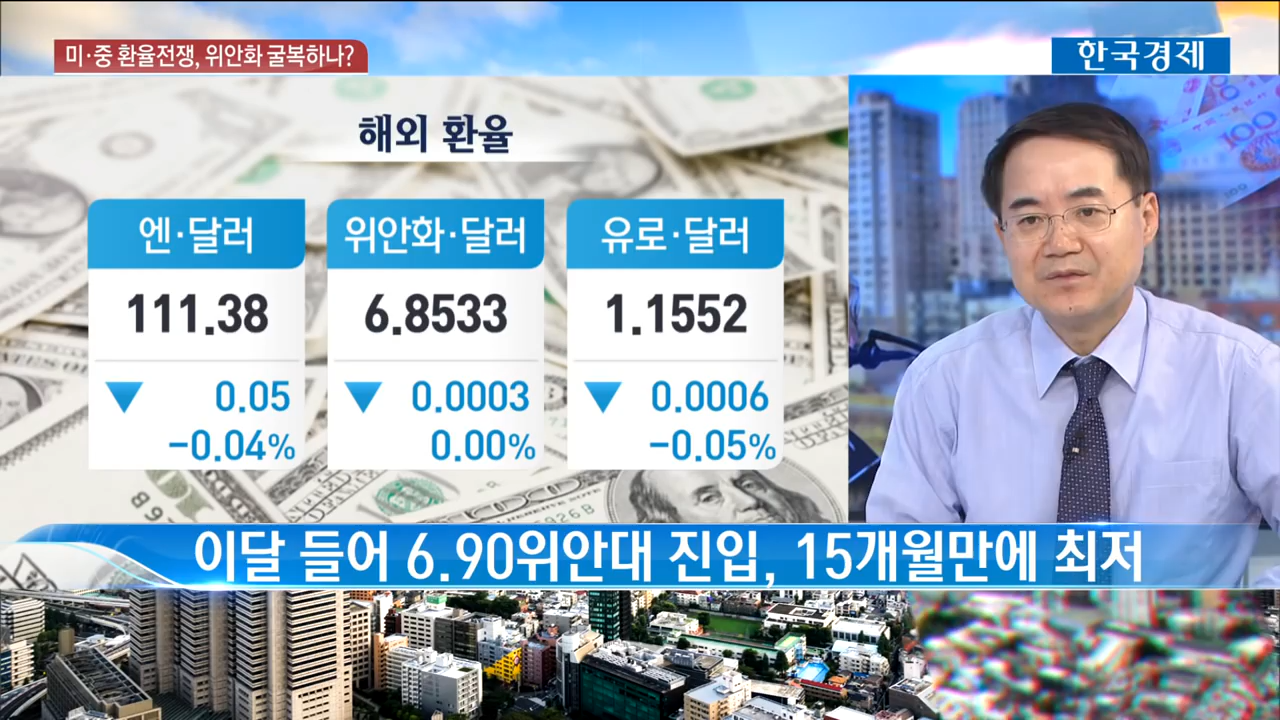 미·중 환율전쟁, 위안화 굴복하나?
한국경제
해외 환율
엔·달러
111.38
▼ 0.05
-0.04%
위안화·달러
6.8533
▼ 0.0003
0.00%
유로·달러
1.1552
▼ 0.0006
-0.05%
100
이달 들어 6.90위안대 진입, 15개월만에 최저